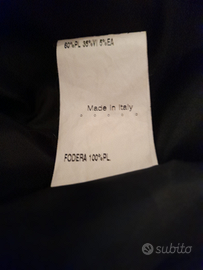 60%PL 35%VI 5%EA
Made in Italy
FODERA 100%PL
subito